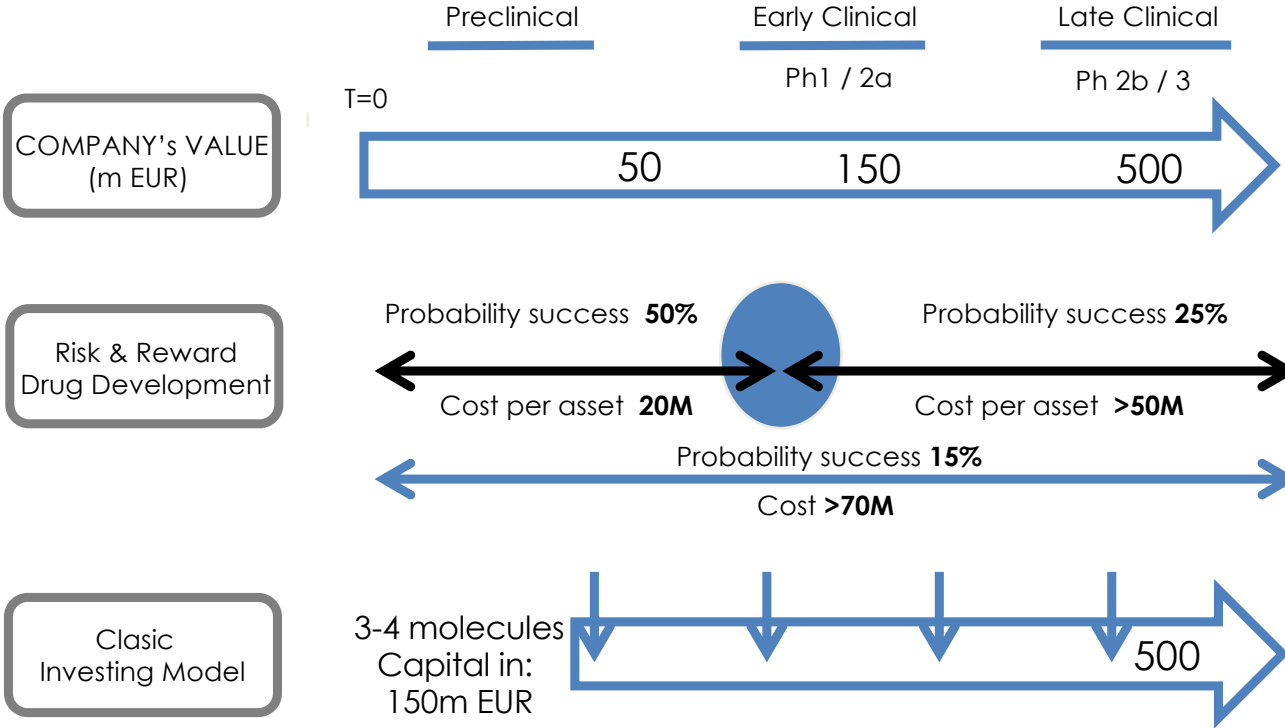 Preclinical
Early Clinical
Late Clinical
Ph1 / 2a
Ph 2b / 3
T=0
COMPANY’s VALUE
(m EUR)
50
150
500
Risk & Reward
Drug Development
Probability success 50%
Probability success 25%
Cost per asset 20M
Cost per asset >50M
Probability success 15%
Cost >70M
Clasic
Investing Model
3-4 molecules
Capital in:
150m EUR
500